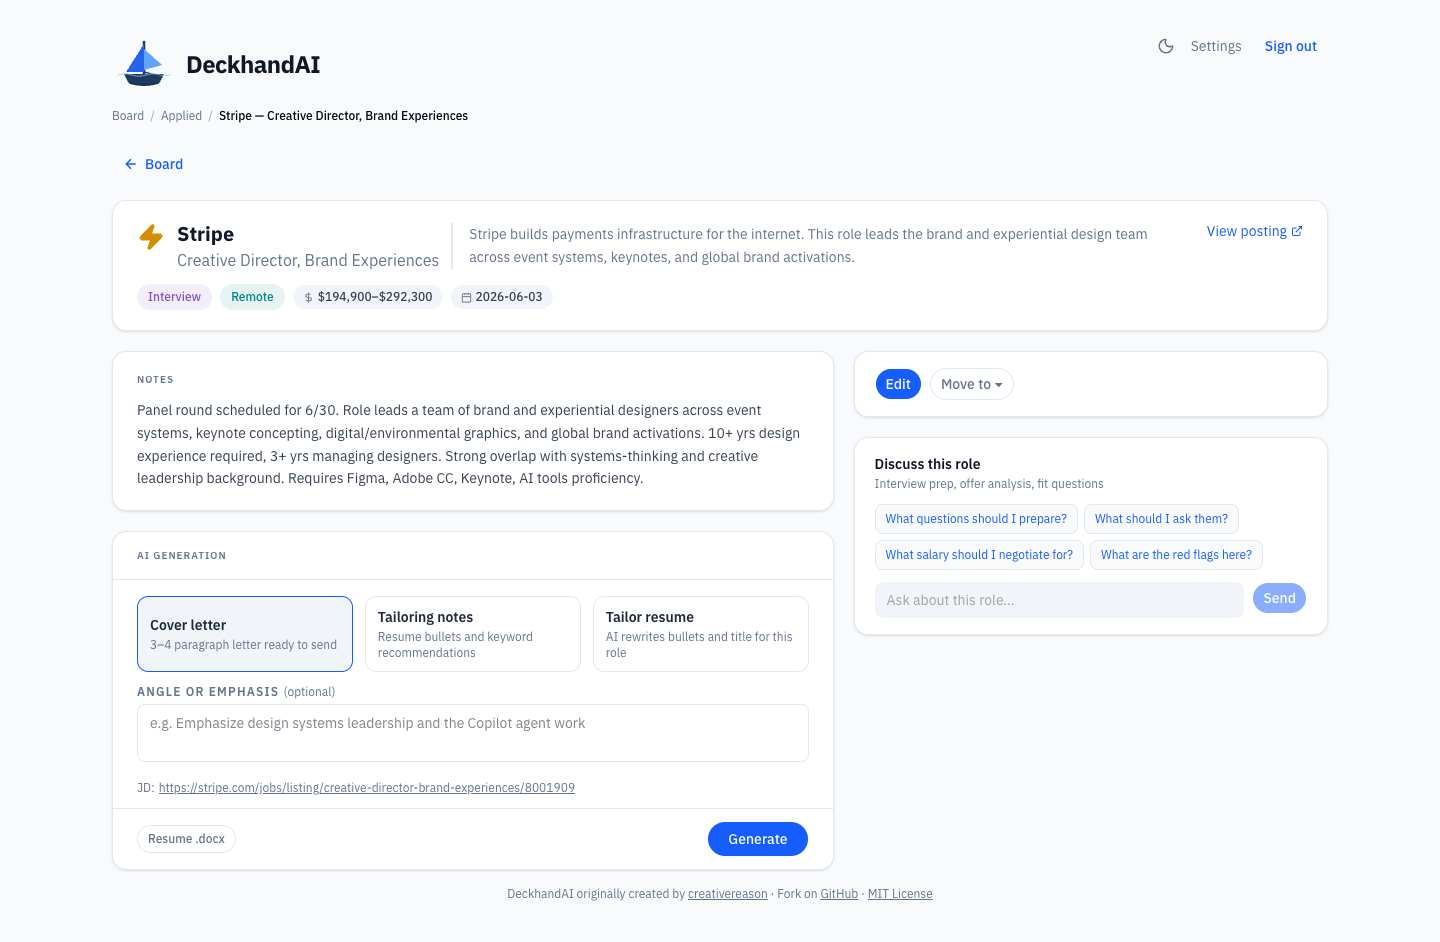 DeckhandAI
Settings
Sign out
Board / Applied / Stripe — Creative Director, Brand Experiences
Board
Stripe
Creative Director, Brand Experiences
Stripe builds payments infrastructure for the internet. This role leads the brand and experiential design team
across event systems, keynotes, and global brand activations.
View posting
Interview
Remote
$194,900–$292,300
2026-06-03
NOTES
Panel round scheduled for 6/30. Role leads a team of brand and experiential designers across event
systems, keynote concepting, digital/environmental graphics, and global brand activations. 10+ yrs design
experience required, 3+ yrs managing designers. Strong overlap with systems-thinking and creative
leadership background. Requires Figma, Adobe CC, Keynote, AI tools proficiency.
AI GENERATION
Cover letter
3–4 paragraph letter ready to send
Tailoring notes
Resume bullets and keyword
recommendations
Tailor resume
AI rewrites bullets and title for this
role
ANGLE OR EMPHASIS (optional)
e.g. Emphasize design systems leadership and the Copilot agent work
JD: https://stripe.com/jobs/listing/creative-director-brand-experiences/8001909
Resume .docx
Generate
Edit
Move to
Discuss this role
Interview prep, offer analysis, fit questions
What questions should I prepare?
What should I ask them?
What salary should I negotiate for?
What are the red flags here?
Ask about this role...
Send
DeckhandAI originally created by creativereason · Fork on GitHub · MIT License